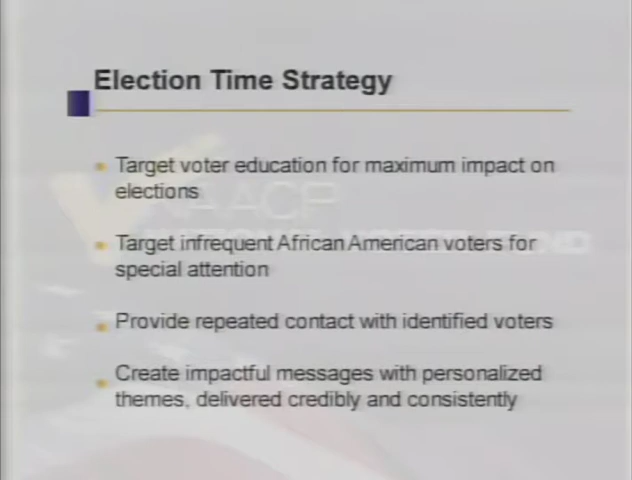 Election Time Strategy
Target voter education for maximum impact on
elections
NAACP
Target infrequent African American voters for
special attention
Provide repeated contact with identified voters
Create impactful messages with personalized
themes, delivered credibly and consistently